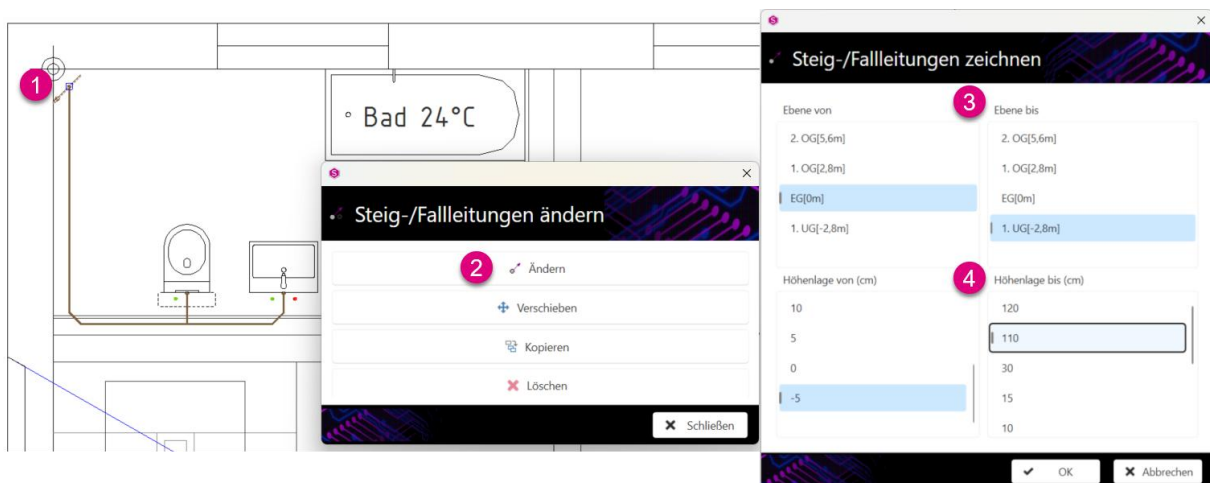 1
Bad 24°C
Steig-/Fallleitungen ändern
2
Ändern
Verschieben
Kopieren
Löschen
Schließen
Steig-/Fallleitungen zeichnen
3
Ebene von
2. OG[5,6m]
1. OG[2,8m]
EG[0m]
1. UG[-2,8m]
Ebene bis
2. OG[5,6m]
1. OG[2,8m]
EG[0m]
1. UG[-2,8m]
4
Höhenlage von (cm)
10
5
0
-5
Höhenlage bis (cm)
120
110
30
15
10
OK
Abbrechen